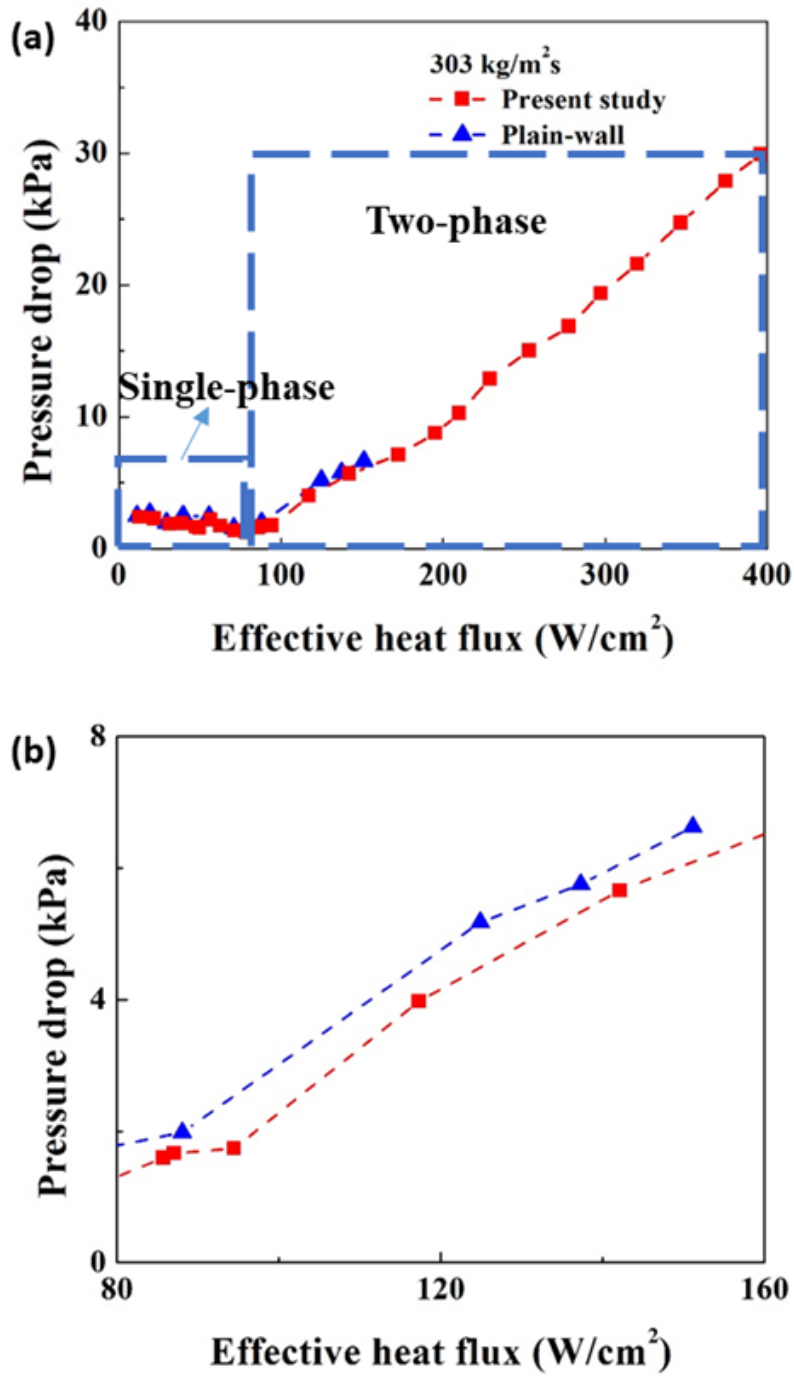 (a)
40
30
20
10
0
Pressure drop (kPa)
303 kg/m²s
Present study
Plain-wall
Two-phase
Single-phase
0 100 200 300 400
Effective heat flux (W/cm²)
(b)
8
4
0
Pressure drop (kPa)
80 120 160
Effective heat flux (W/cm²)